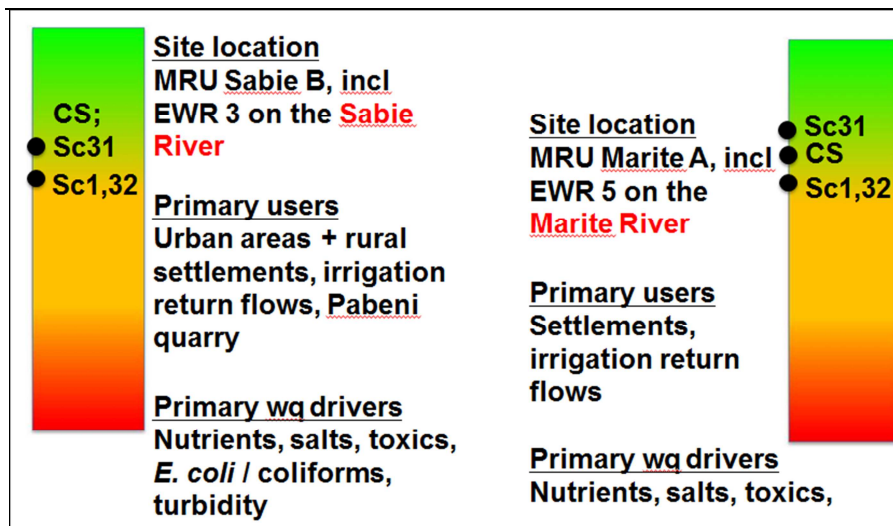 CS;
Sc31
Sc1,32
Site location
MRU Sabie B, incl
EWR 3 on the Sabie
River
Primary users
Urban areas + rural
settlements, irrigation
return flows, Pabeni
quarry
Primary wq drivers
Nutrients, salts, toxics,
E. coli / coliforms,
turbidity
Site location
MRU Marite A, incl
EWR 5 on the
Marite River
Primary users
Settlements,
irrigation return
flows
Primary wq drivers
Nutrients, salts, toxics,
Sc31
CS
Sc1,32